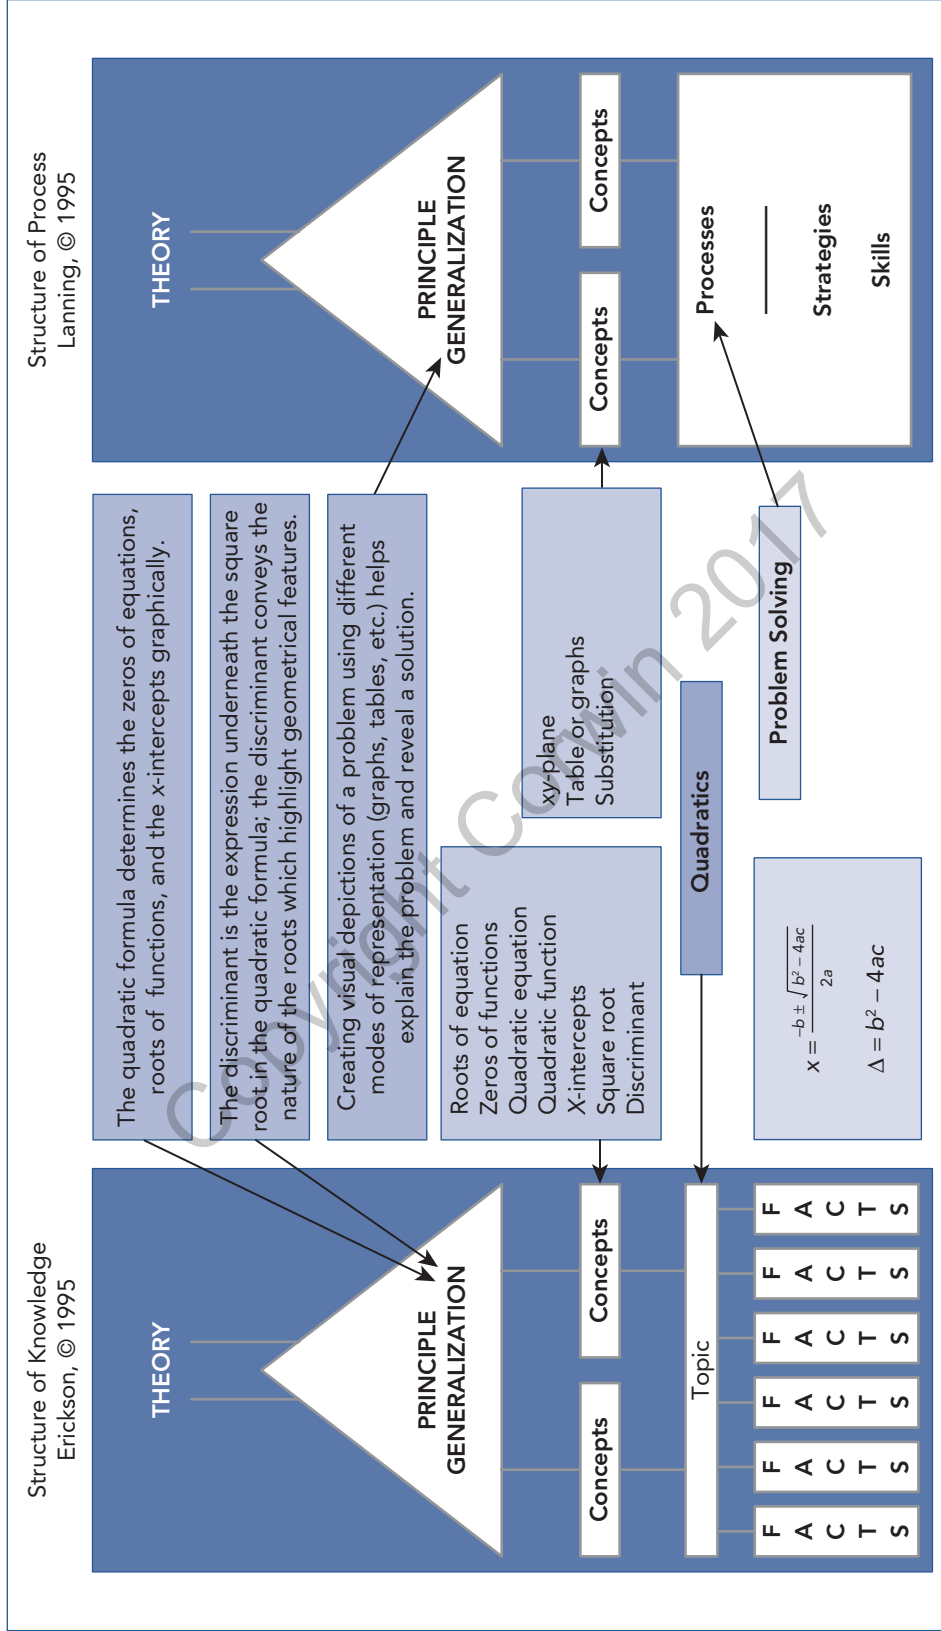 Structure of Knowledge
Erickson, © 1995
THEORY
PRINCIPLE
GENERALIZATION
Concepts
Concepts
Topic
F A C T S
F A C T S
F A C T S
F A C T S
F A C T S
F A C T S
The quadratic formula determines the zeros of equations,
roots of functions, and the x-intercepts graphically.
The discriminant is the expression underneath the square
root in the quadratic formula; the discriminant conveys the
nature of the roots which highlight geometrical features.
Creating visual depictions of a problem using different
modes of representation (graphs, tables, etc.) helps
explain the problem and reveal a solution.
Roots of equation
Zeros of functions
Quadratic equation
Quadratic function
X-intercepts
Square root
Discriminant
xy-plane
Table or graphs
Substitution
Quadratics
Problem Solving
x = −b ± √b² − 4ac / 2a
Δ = b² − 4ac
Structure of Process
Lanning, © 1995
THEORY
PRINCIPLE
GENERALIZATION
Concepts
Concepts
Processes
Strategies
Skills
Copyright Corwin 2017